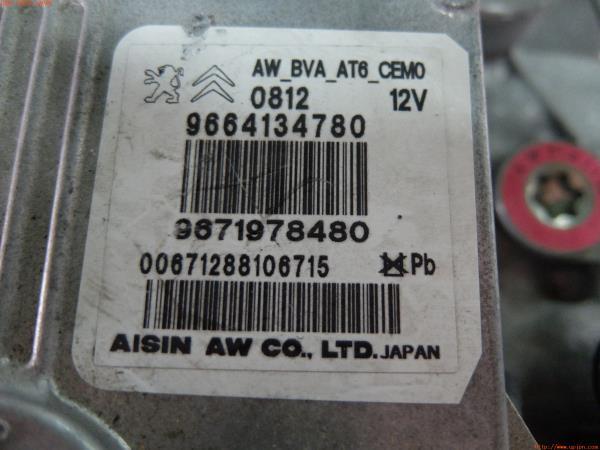 AW_BVA_AT6_CEMO
0812 12V
9664134780
9671978480
00671288106715 Pb
AISIN AW CO., LTD. JAPAN